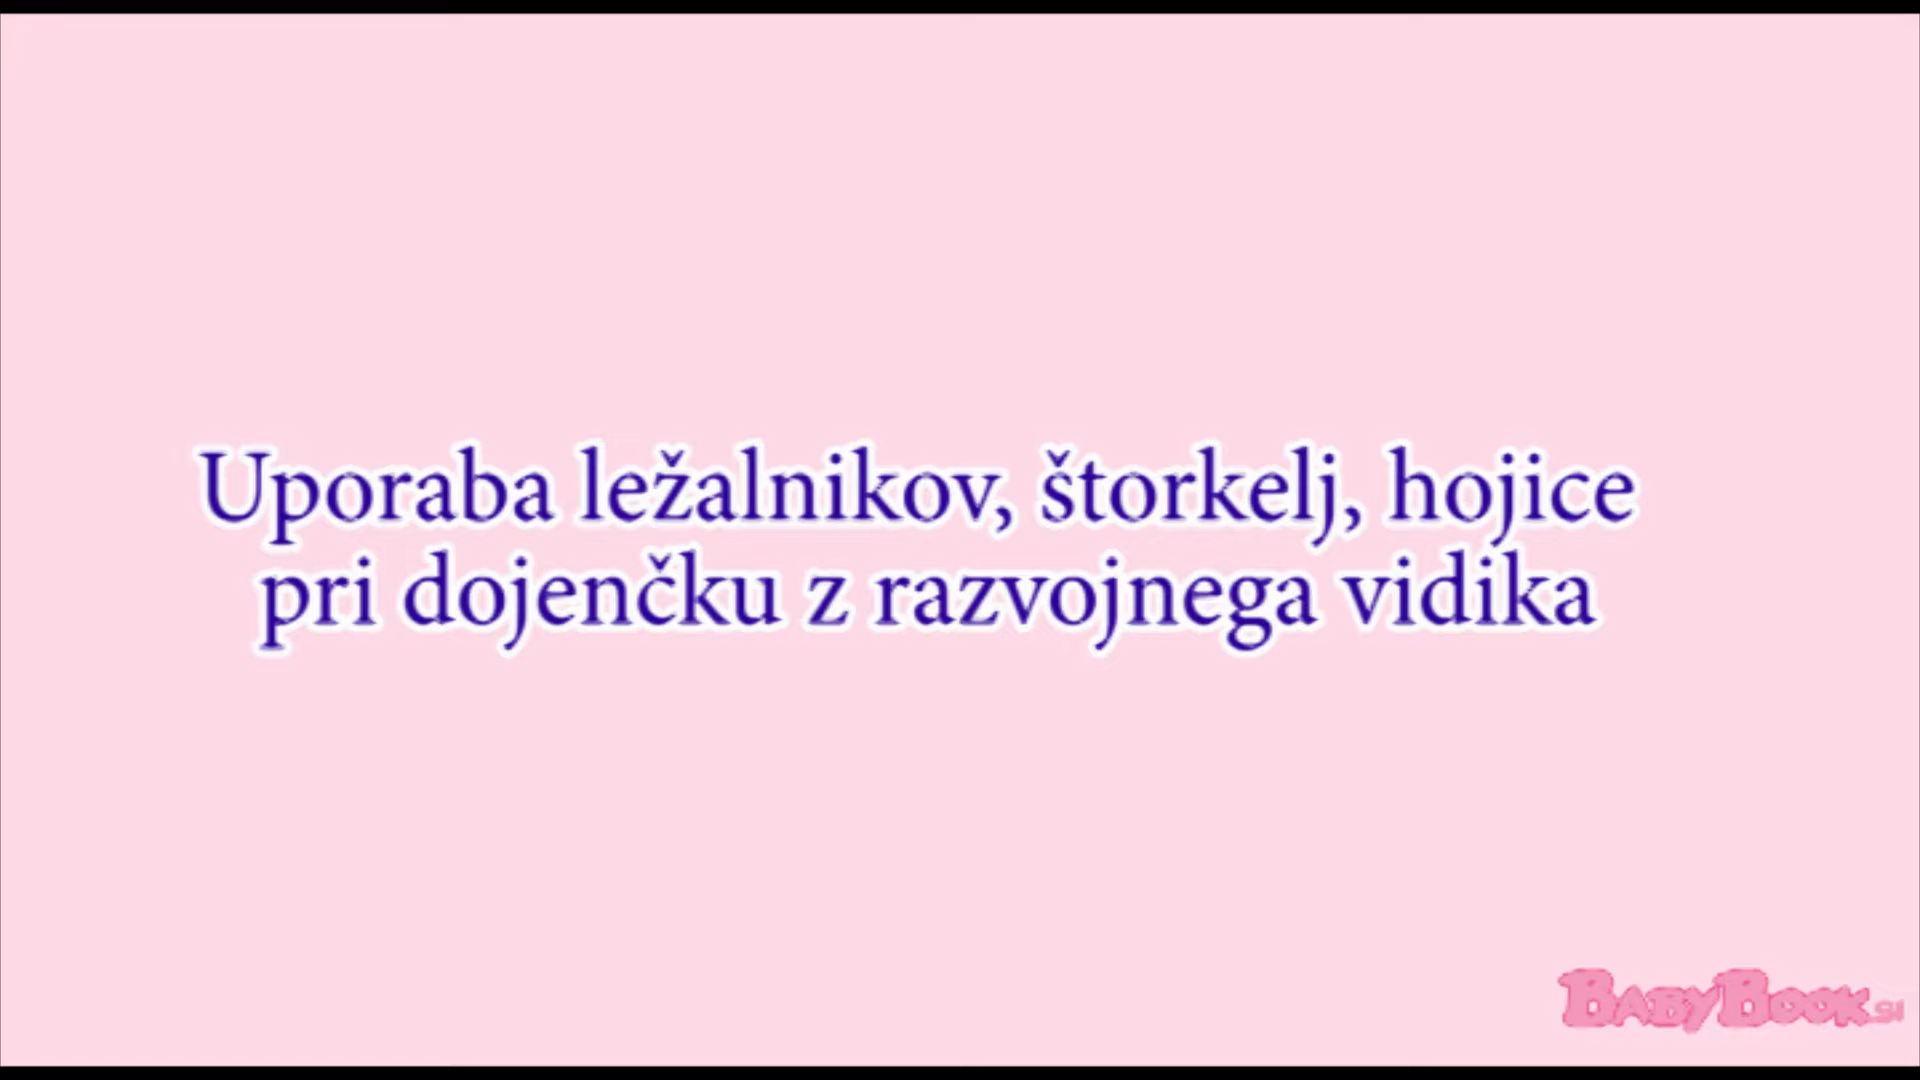 Uporaba ležalnikov, štorkelj, hojice
pri dojenčku z razvojnega vidika
BabyBook.si